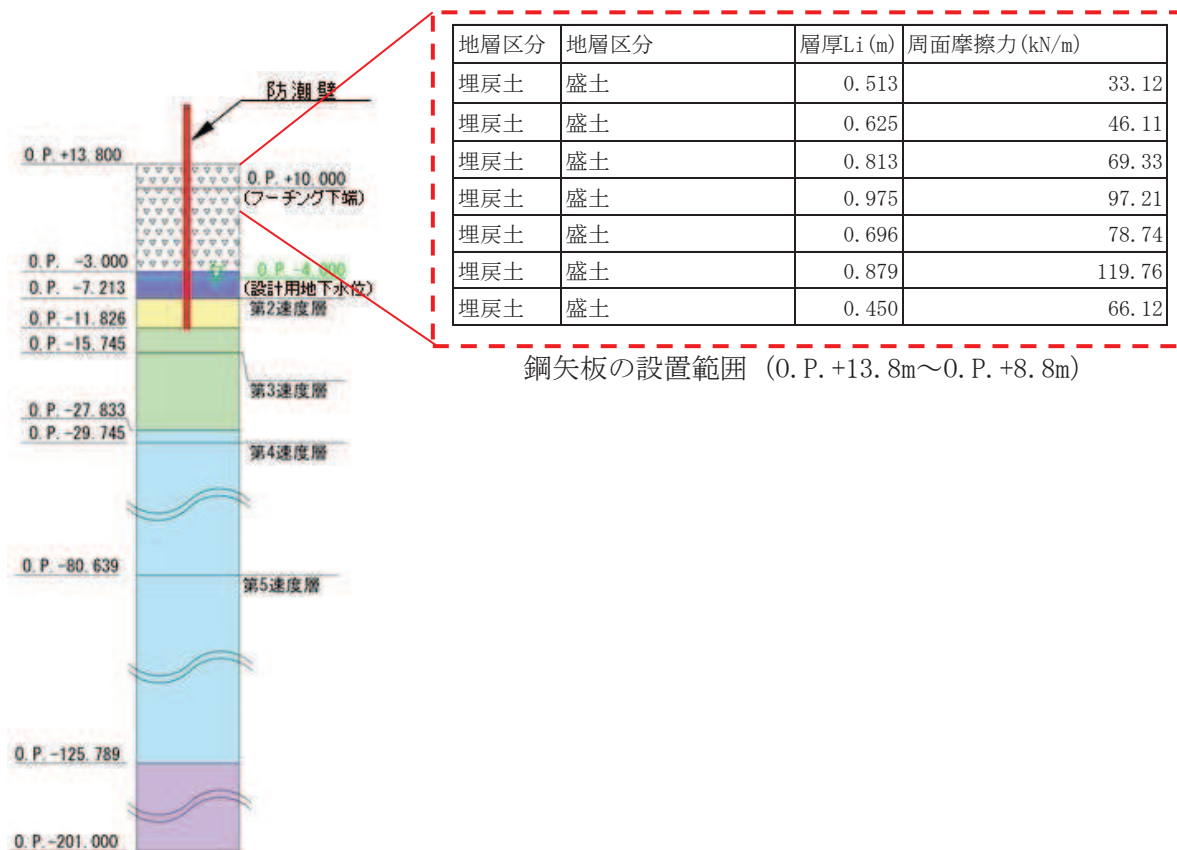 地層区分 地層区分 層厚Li(m) 周面摩擦力(kN/m)
埋戻土 盛土 0.513 33.12
埋戻土 盛土 0.625 46.11
埋戻土 盛土 0.813 69.33
埋戻土 盛土 0.975 97.21
埋戻土 盛土 0.696 78.74
埋戻土 盛土 0.879 119.76
埋戻土 盛土 0.450 66.12
鋼矢板の設置範囲 (O.P.+13.8m～O.P.+8.8m)
防潮壁
O.P.+13.800
O.P.+10.000
(フーチング下端)
O.P. -3.000
O.P.-4.000
O.P. -7.213
(設計用地下水位)
第2速度層
O.P.-11.826
O.P.-15.745
第3速度層
O.P.-27.833
O.P.-29.745
第4速度層
O.P.-80.639
第5速度層
O.P.-125.789
O.P.-201.000